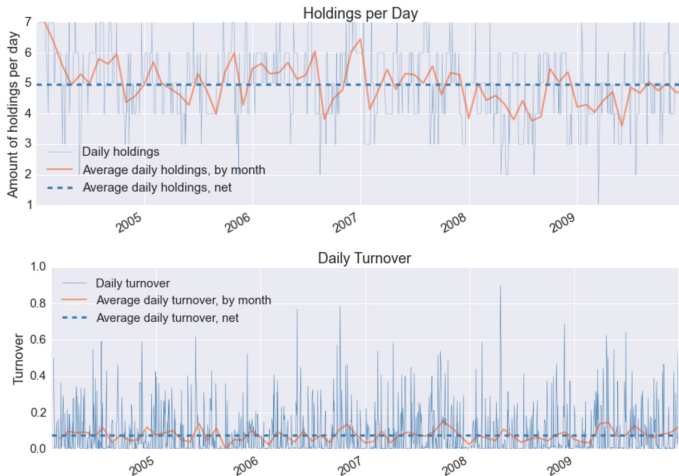 Holdings per Day
Amount of holdings per day
7
6
5
4
3
2
1
Daily holdings
Average daily holdings, by month
Average daily holdings, net
2005
2006
2007
2008
2009
Daily Turnover
Turnover
1.0
0.8
0.6
0.4
0.2
0.0
Daily turnover
Average daily turnover, by month
Average daily turnover, net
2005
2006
2007
2008
2009